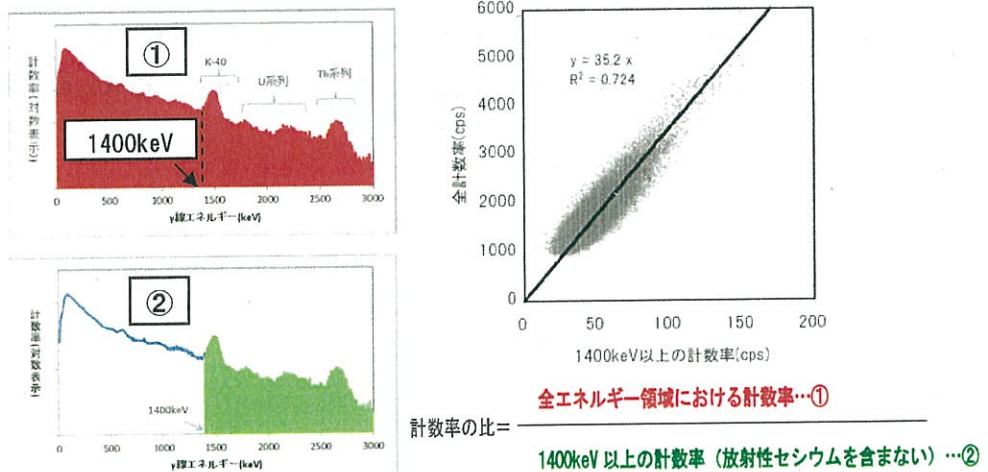 ①
K-40
U系列
Th系列
1400keV
計数率(対数表示)
0 500 1000 1500 2000 2500 3000
γ線エネルギー(keV)
②
1400keV
計数率(対数表示)
0 500 1000 1500 2000 2500 3000
γ線エネルギー(keV)
y = 35.2 x
R² = 0.724
全計数率(cps)
6000
5000
4000
3000
2000
1000
0
0 50 100 150 200
1400keV以上の計数率(cps)
計数率の比=
全エネルギー領域における計数率…①
1400keV 以上の計数率（放射性セシウムを含まない）…②